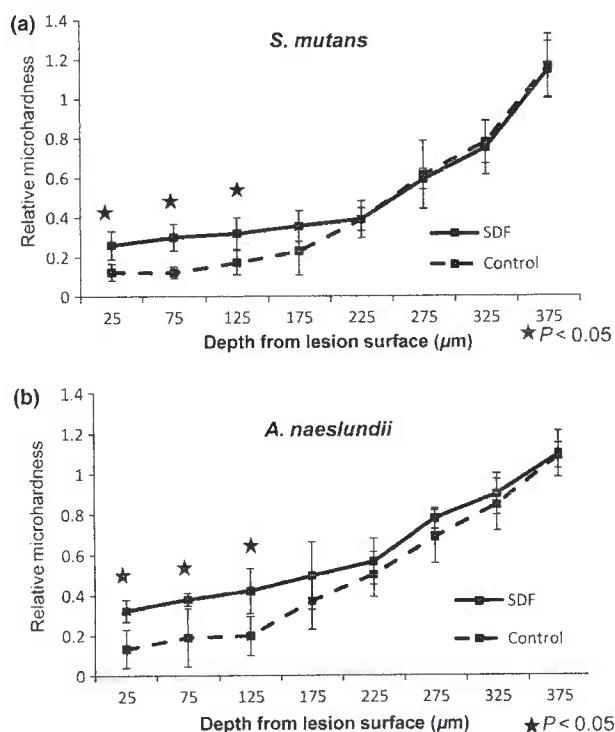 (a)
S. mutans
Relative microhardness
1.4
1.2
1
0.8
0.6
0.4
0.2
0
SDF
Control
25 75 125 175 225 275 325 375
Depth from lesion surface (μm)
★P < 0.05
(b)
A. naeslundii
Relative microhardness
1.4
1.2
1
0.8
0.6
0.4
0.2
0
SDF
Control
25 75 125 175 225 275 325 375
Depth from lesion surface (μm)
★P < 0.05